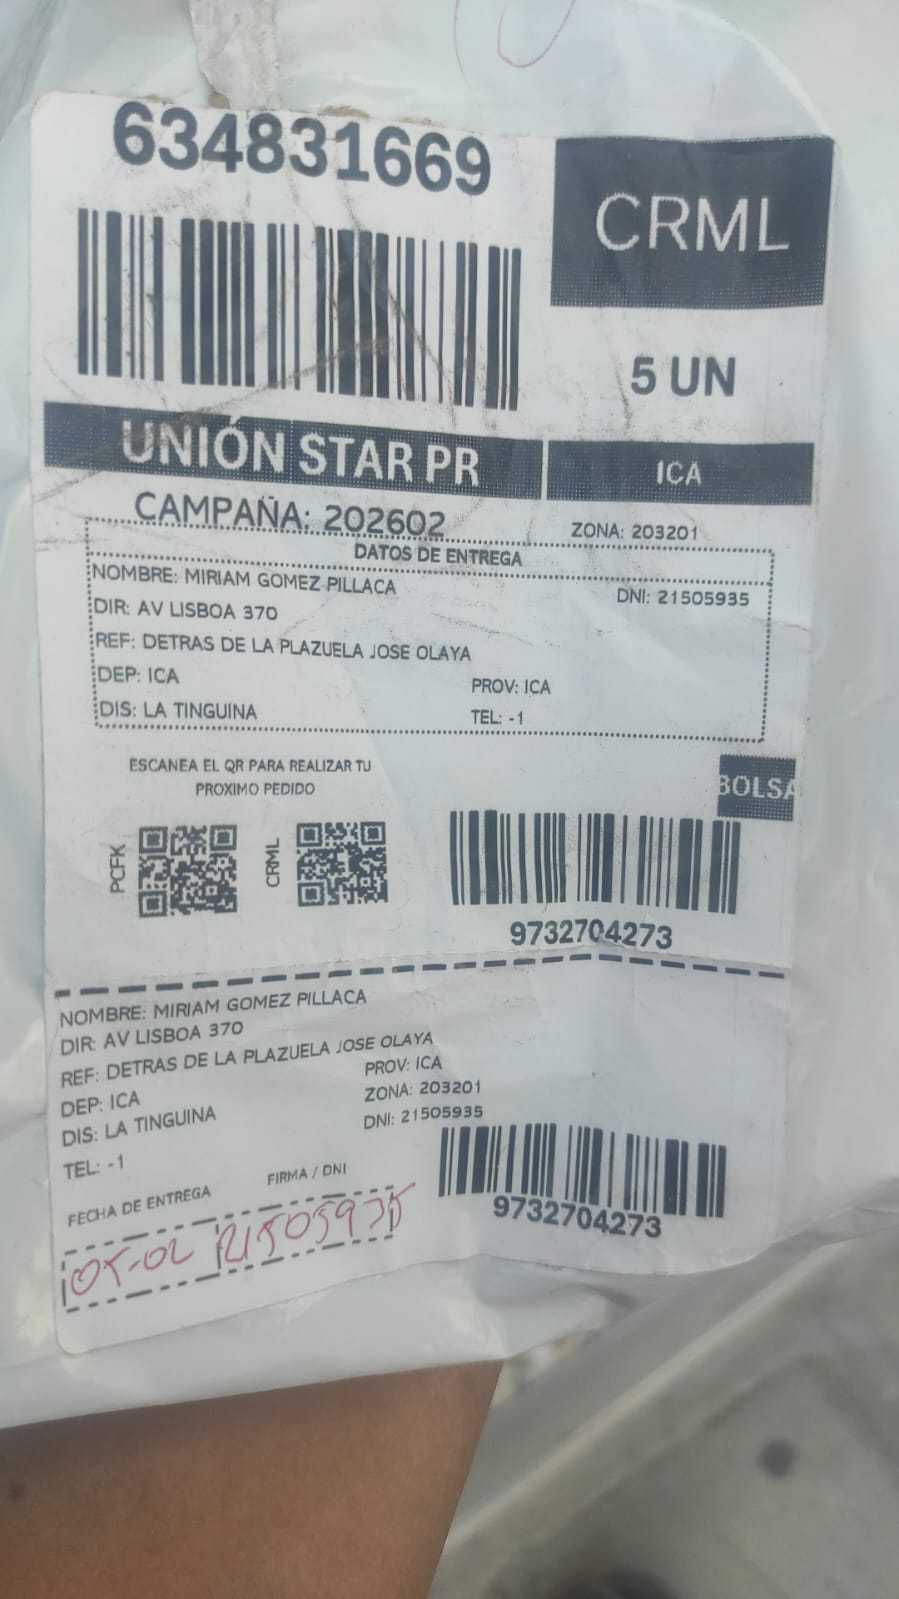 634831669
CRML
5 UN
UNIÓN STAR PR
ICA
CAMPAÑA: 202602
ZONA: 203201
DATOS DE ENTREGA
NOMBRE: MIRIAM GOMEZ PILLACA
DNI: 21505935
DIR: AV LISBOA 370
REF: DETRAS DE LA PLAZUELA JOSE OLAYA
DEP: ICA
PROV: ICA
DIS: LA TINGUINA
TEL: -1
ESCANEA EL QR PARA REALIZAR TU
PROXIMO PEDIDO
BOLSA
PCFK
CRML
9732704273
NOMBRE: MIRIAM GOMEZ PILLACA
DIR: AV LISBOA 370
REF: DETRAS DE LA PLAZUELA JOSE OLAYA
DEP: ICA
PROV: ICA
ZONA: 203201
DIS: LA TINGUINA
DNI: 21505935
TEL: -1
9732704273
FECHA DE ENTREGA
FIRMA / DNI
05-02 21505935